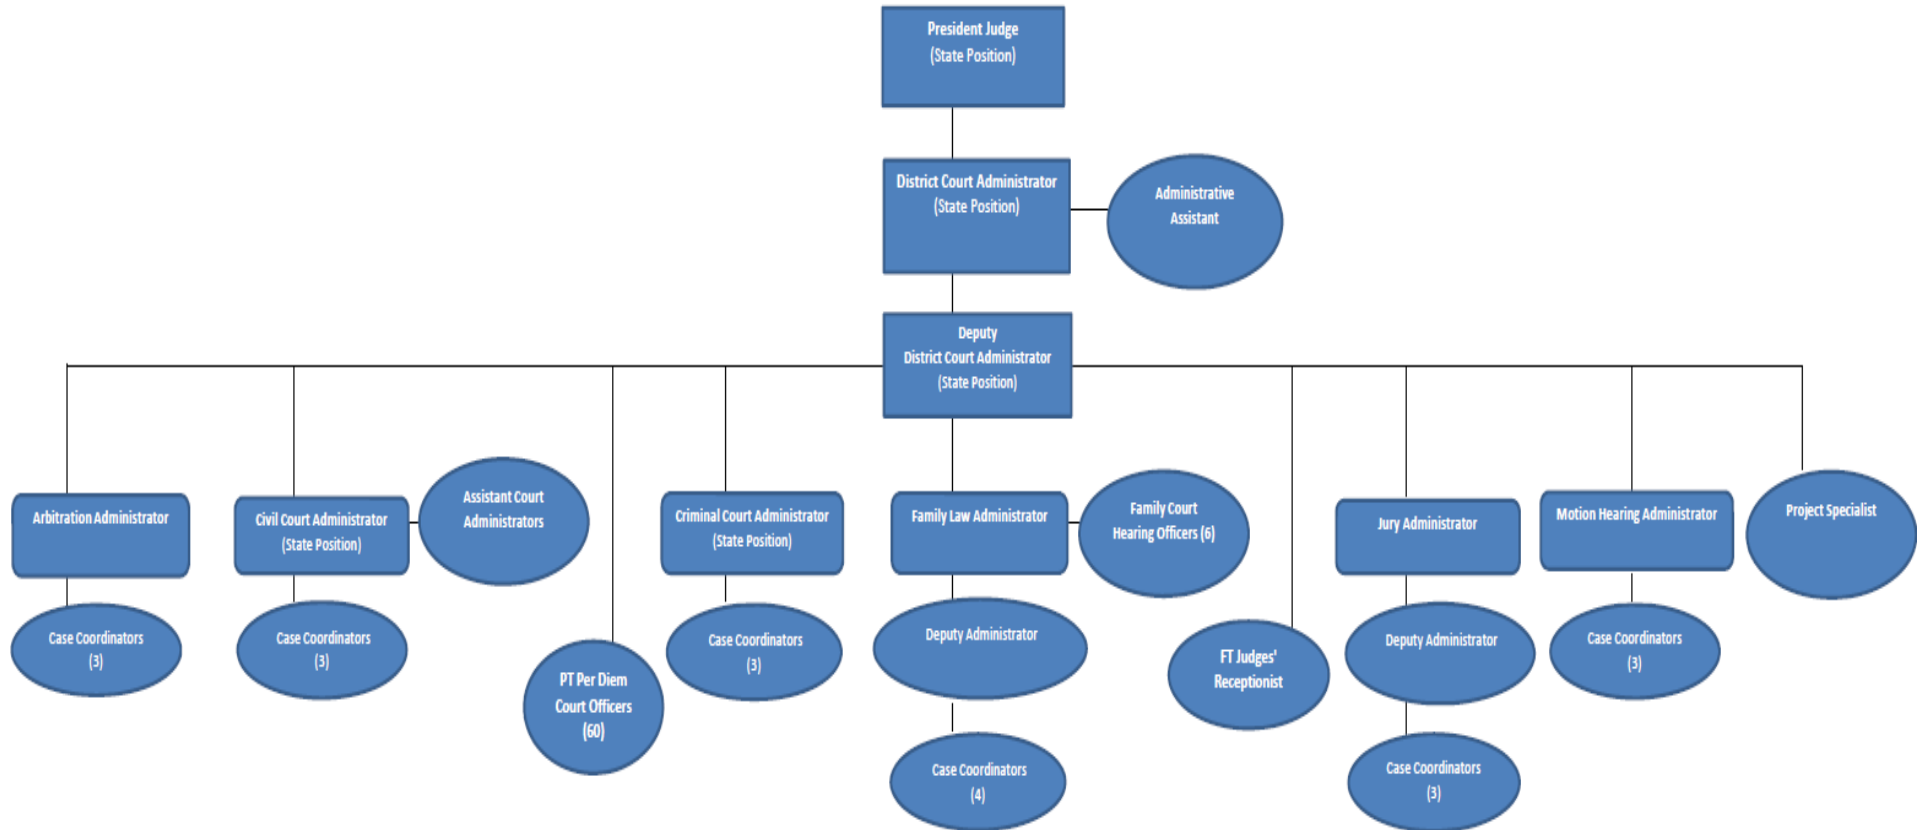 President Judge
(State Position)
District Court Administrator
(State Position)
Administrative
Assistant
Deputy
District Court Administrator
(State Position)
Arbitration Administrator
Civil Court Administrator
(State Position)
Assistant Court
Administrators
Criminal Court Administrator
(State Position)
Family Law Administrator
Family Court
Hearing Officers (6)
Jury Administrator
Motion Hearing Administrator
Project Specialist
Case Coordinators
(3)
Case Coordinators
(3)
PT Per Diem
Court Officers
(60)
Case Coordinators
(3)
Deputy Administrator
FT Judges'
Receptionist
Deputy Administrator
Case Coordinators
(3)
Case Coordinators
(4)
Case Coordinators
(3)